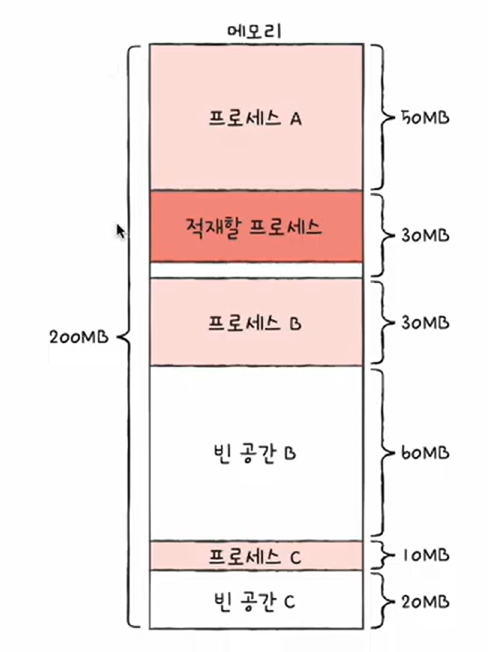 메모리
프로세스 A
50MB
적재할 프로세스
30MB
프로세스 B
30MB
200MB
빈 공간 B
60MB
프로세스 C
10MB
빈 공간 C
20MB